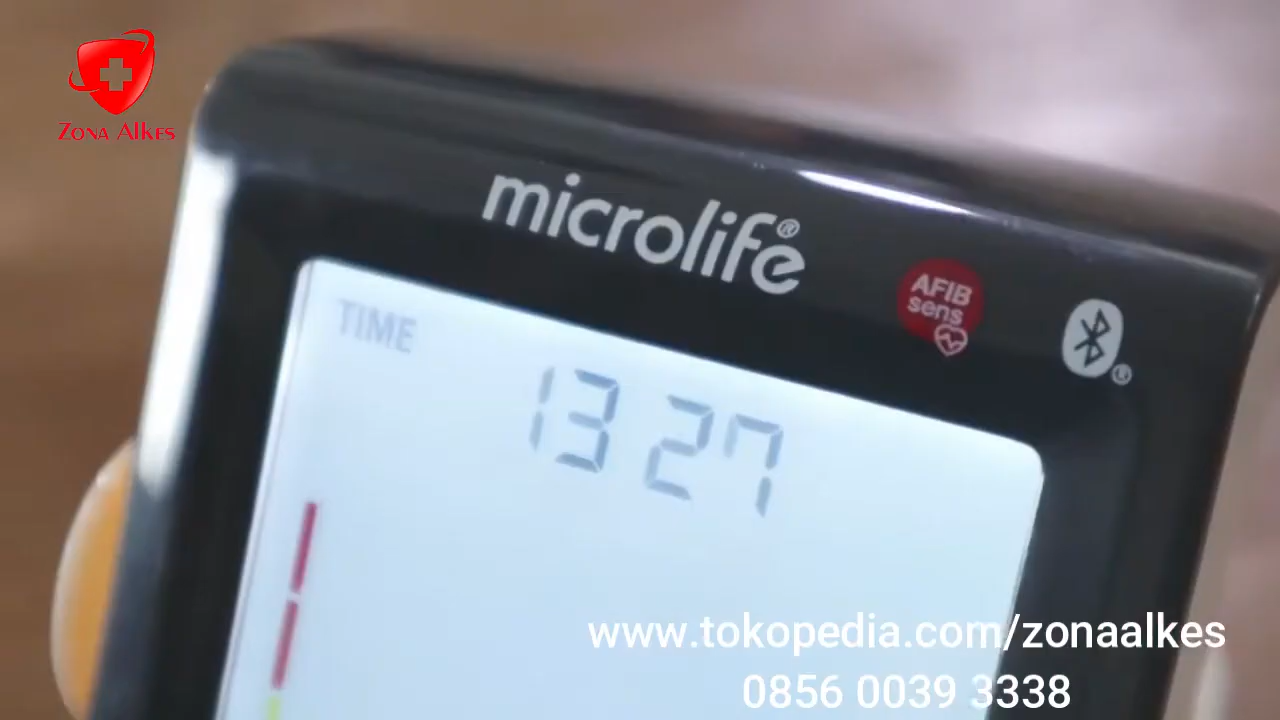 Zona Alkes
microlife®
AFIB
sens
®
TIME
13 27
www.tokopedia.com/zonaalkes
0856 0039 3338